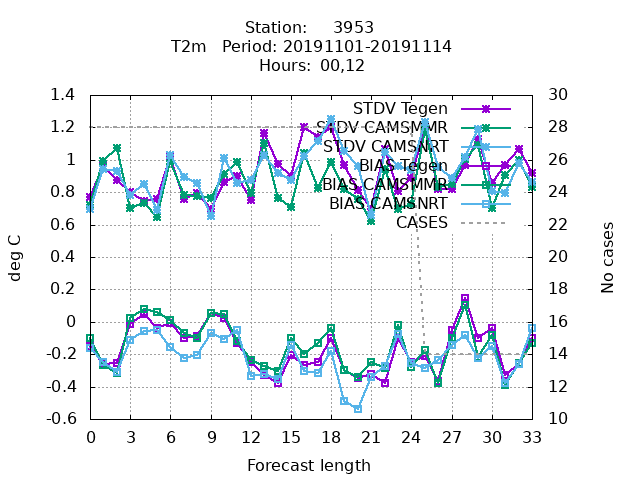 Station: 3953
T2m Period: 20191101-20191114
Hours: 00,12
1.4 30
STDV Tegen
1.2 28
STDV CAMSMMR
STDV CAMSNRT
1 26
BIAS Tegen
BIAS CAMSMMR
0.8 24
BIAS CAMSNRT
CASES
0.6 22
0.4 20
deg C
No cases
0.2 18
0 16
-0.2 14
-0.4 12
-0.6 10
0 3 6 9 12 15 18 21 24 27 30 33
Forecast length